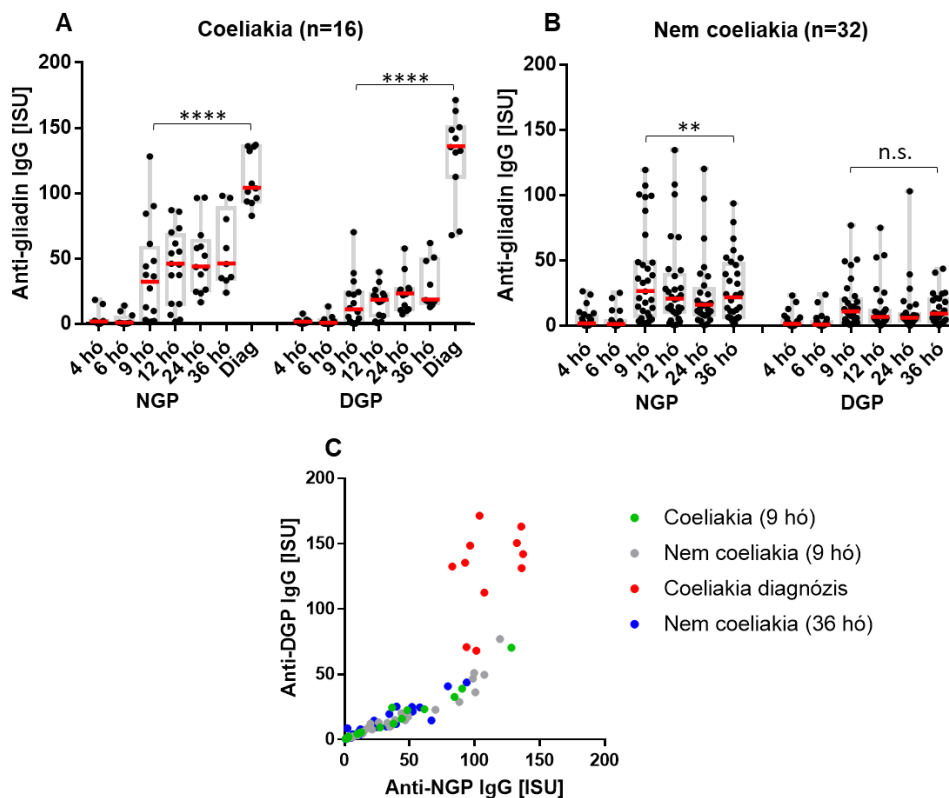 A
Coeliakia (n=16)
Anti-gliadin IgG [ISU]
200
150
100
50
0
****
****
4 hó
6 hó
9 hó
12 hó
24 hó
36 hó
Diag
4 hó
6 hó
9 hó
12 hó
24 hó
36 hó
Diag
NGP
DGP
B
Nem coeliakia (n=32)
Anti-gliadin IgG [ISU]
200
150
100
50
0
**
n.s.
4 hó
6 hó
9 hó
12 hó
24 hó
36 hó
4 hó
6 hó
9 hó
12 hó
24 hó
36 hó
NGP
DGP
C
Anti-DGP IgG [ISU]
200
150
100
50
0
0
50
100
150
200
Anti-NGP IgG [ISU]
Coeliakia (9 hó)
Nem coeliakia (9 hó)
Coeliakia diagnózis
Nem coeliakia (36 hó)